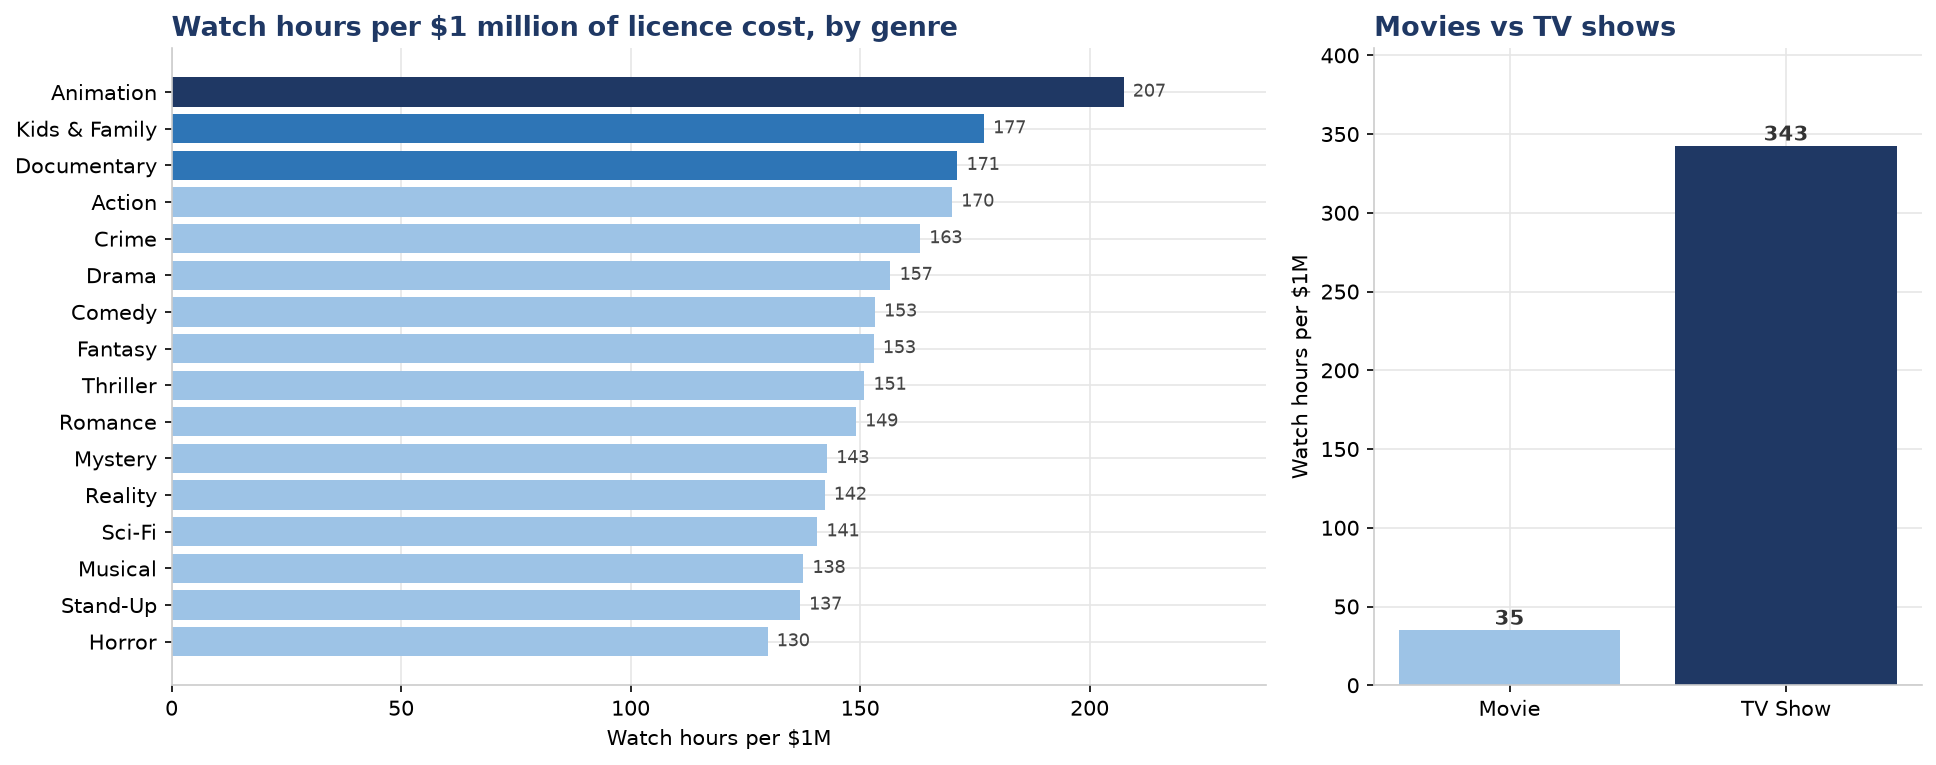 Watch hours per $1 million of licence cost, by genre
Animation 207
Kids & Family 177
Documentary 171
Action 170
Crime 163
Drama 157
Comedy 153
Fantasy 153
Thriller 151
Romance 149
Mystery 143
Reality 142
Sci-Fi 141
Musical 138
Stand-Up 137
Horror 130
0 50 100 150 200
Watch hours per $1M
Movies vs TV shows
Watch hours per $1M
400
350
300
250
200
150
100
50
0
343
35
Movie TV Show